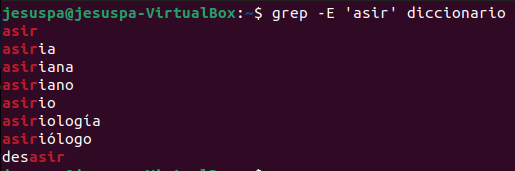 jesuspa@jesuspa-VirtualBox:~$ grep -E 'asir' diccionario
asir
asiria
asiriana
asiriano
asirio
asiriología
asiriólogo
desasir